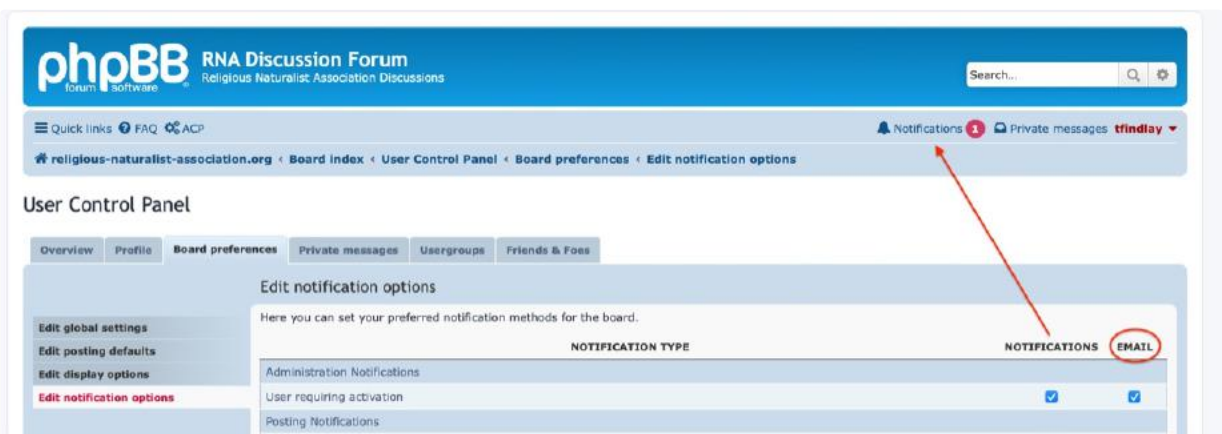 phpBB
forum software
RNA Discussion Forum
Religious Naturalist Association Discussions
Search...
Quick links FAQ ACP
Notifications 1 Private messages tfindlay
religious-naturalist-association.org ‹ Board index ‹ User Control Panel ‹ Board preferences ‹ Edit notification options
User Control Panel
Overview Profile Board preferences Private messages Usergroups Friends & Foes
Edit notification options
Here you can set your preferred notification methods for the board.
Edit global settings
Edit posting defaults
Edit display options
Edit notification options
NOTIFICATION TYPE NOTIFICATIONS EMAIL
Administration Notifications
User requiring activation
Posting Notifications